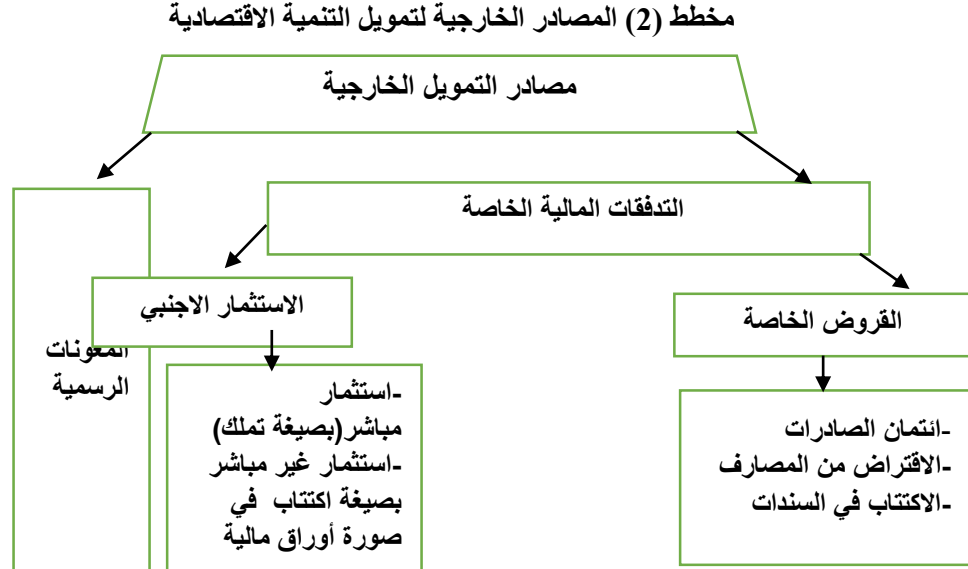 مخطط (2) المصادر الخارجية لتمويل التنمية الاقتصادية
مصادر التمويل الخارجية
التدفقات المالية الخاصة
القروض الخاصة
-ائتمان الصادرات
-الاقتراض من المصارف
-الاكتتاب في السندات
الاستثمار الاجنبي
-استثمار
مباشر(بصيغة تملك)
-استثمار غير مباشر
بصيغة اكتتاب في
صورة أوراق مالية
المعونات
الرسمية